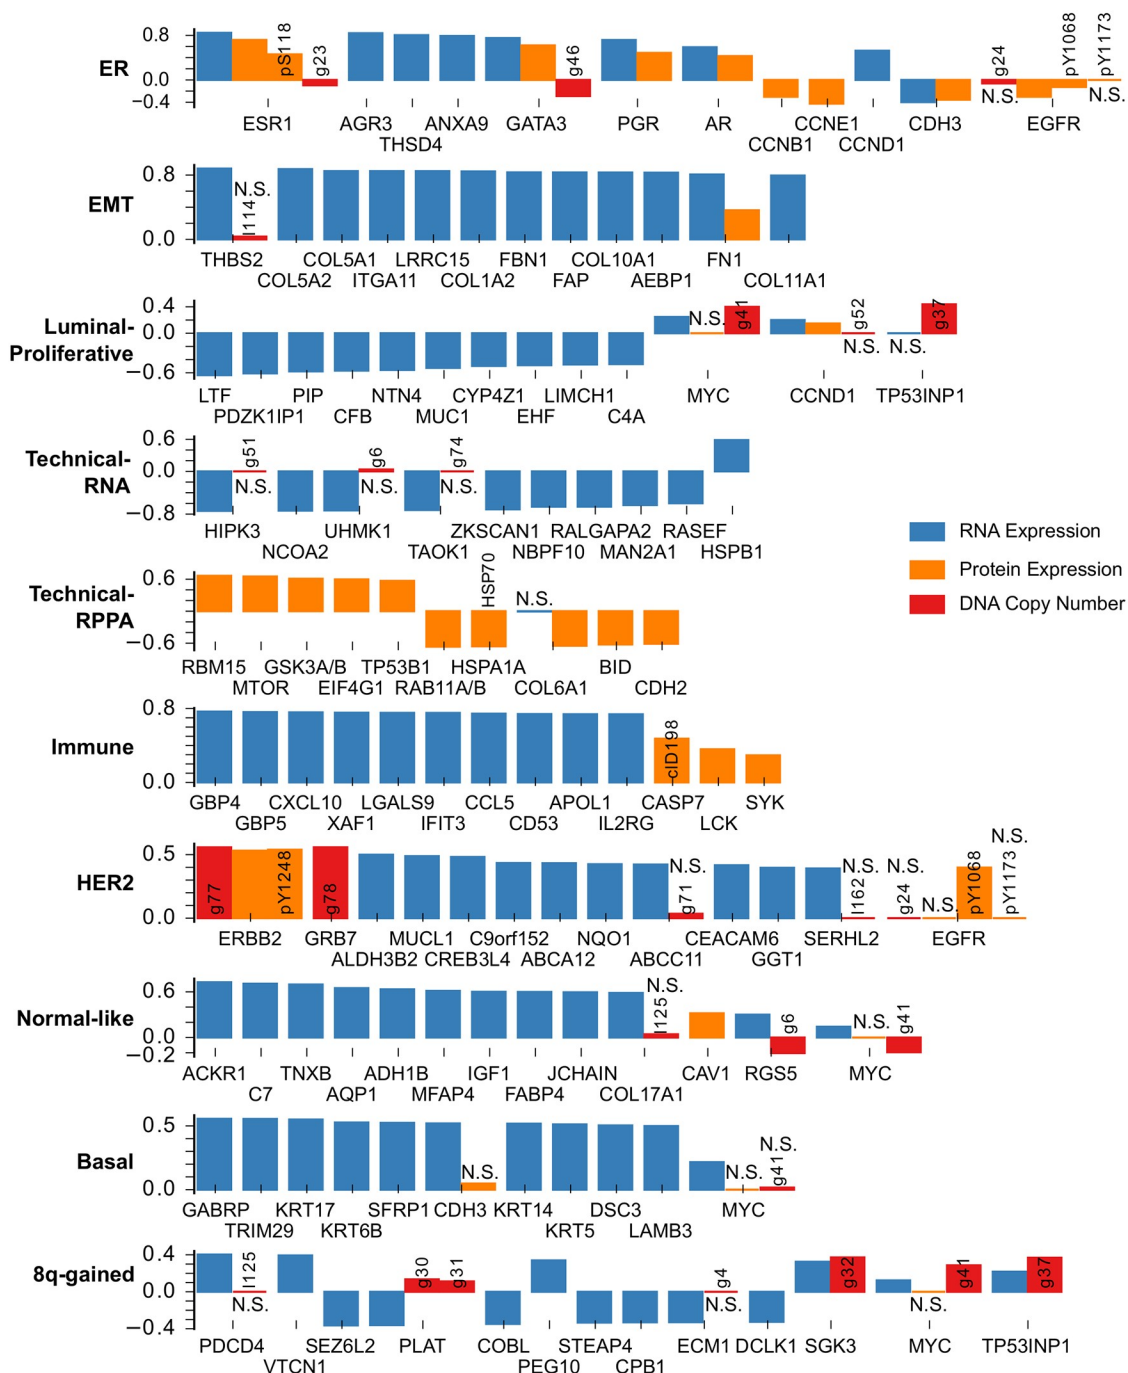 ER
0.8
0.0
−0.4
pS118
g23
g46
g24
N.S.
pY1068
pY1173
N.S.
ESR1 AGR3 ANXA9 GATA3 PGR AR CCNE1 CDH3 EGFR
THSD4 CCNB1 CCND1
EMT
0.8
0.0
N.S.
I114
THBS2 COL5A1 LRRC15 FBN1 COL10A1 FN1
COL5A2 ITGA11 COL1A2 FAP AEBP1 COL11A1
Luminal-
Proliferative
0.4
0.0
−0.6
N.S.
g41
g52
N.S.
N.S.
g37
LTF PIP NTN4 CYP4Z1 LIMCH1 MYC CCND1 TP53INP1
PDZK1IP1 CFB MUC1 EHF C4A
Technical-
RNA
0.6
0.0
−0.8
g51
N.S.
g6
N.S.
g74
N.S.
HIPK3 UHMK1 ZKSCAN1 RALGAPA2 RASEF
NCOA2 TAOK1 NBPF10 MAN2A1 HSPB1
RNA Expression
Protein Expression
DNA Copy Number
Technical-
RPPA
0.6
−0.6
HSP70
N.S.
RBM15 GSK3A/B TP53B1 HSPA1A BID
MTOR EIF4G1 RAB11A/B COL6A1 CDH2
Immune
0.8
0.0
clD198
GBP4 CXCL10 LGALS9 CCL5 APOL1 CASP7 SYK
GBP5 XAF1 IFIT3 CD53 IL2RG LCK
HER2
0.5
0.0
g77
pY1248
g78
N.S.
g71
N.S.
I162
N.S.
g24
N.S.
pY1068
N.S.
pY1173
ERBB2 GRB7 MUCL1 C9orf152 NQO1 CEACAM6 SERHL2 EGFR
ALDH3B2 CREB3L4 ABCA12 ABCC11 GGT1
Normal-like
0.6
0.0
−0.2
N.S.
I125
g6
N.S.
g41
ACKR1 TNXB ADH1B IGF1 JCHAIN CAV1 RGS5 MYC
C7 AQP1 MFAP4 FABP4 COL17A1
Basal
0.5
0.0
N.S.
N.S.
N.S.
g41
GABRP KRT17 SFRP1 CDH3 KRT14 DSC3 MYC
TRIM29 KRT6B KRT5 LAMB3
8q-gained
0.4
0.0
−0.4
I125
N.S.
g30
g31
g4
N.S.
g32
N.S.
g41
g37
PDCD4 SEZ6L2 PLAT COBL STEAP4 ECM1 DCLK1 SGK3 MYC TP53INP1
VTCN1 PEG10 CPB1